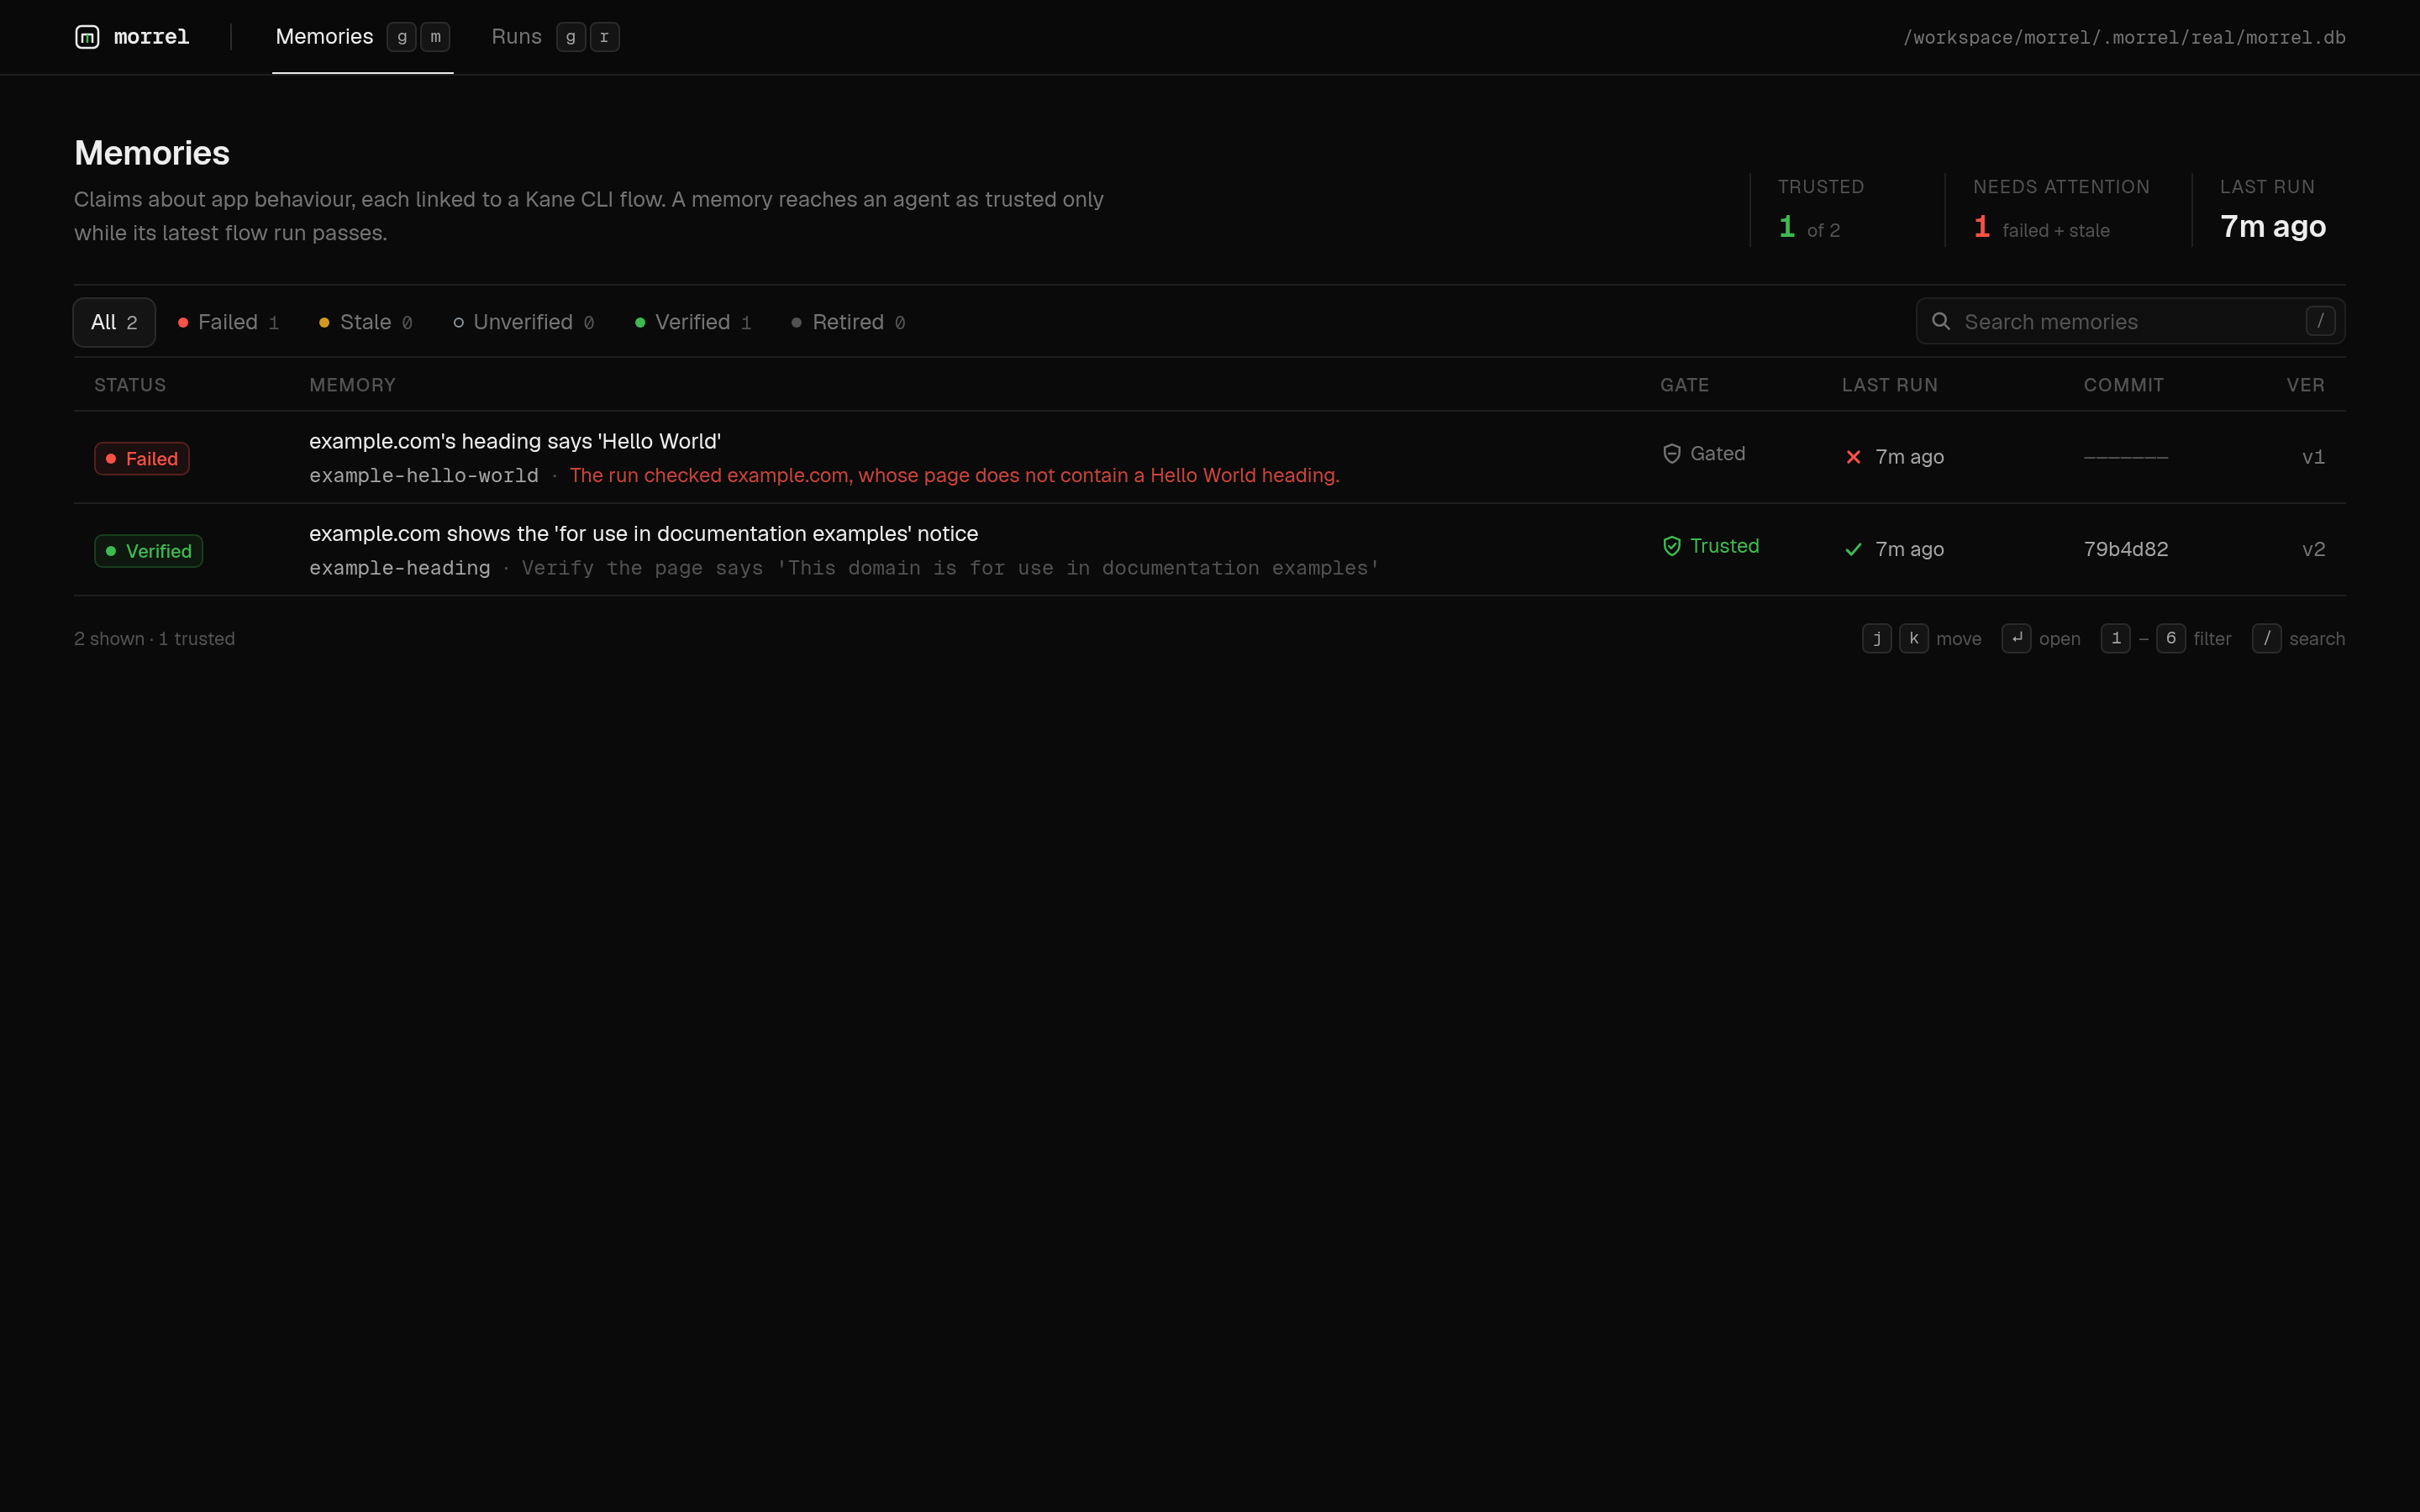 morrel Memories g m Runs g r /workspace/morrel/.morrel/real/morrel.db
Memories
Claims about app behaviour, each linked to a Kane CLI flow. A memory reaches an agent as trusted only
while its latest flow run passes.
TRUSTED NEEDS ATTENTION LAST RUN
1 of 2 1 failed + stale 7m ago
All 2 Failed 1 Stale 0 Unverified 0 Verified 1 Retired 0 Search memories /
STATUS MEMORY GATE LAST RUN COMMIT VER
Failed example.com's heading says 'Hello World' Gated 7m ago ——————— v1
example-hello-world · The run checked example.com, whose page does not contain a Hello World heading.
Verified example.com shows the 'for use in documentation examples' notice Trusted 7m ago 79b4d82 v2
example-heading · Verify the page says 'This domain is for use in documentation examples'
2 shown · 1 trusted j k move ↵ open 1 – 6 filter / search